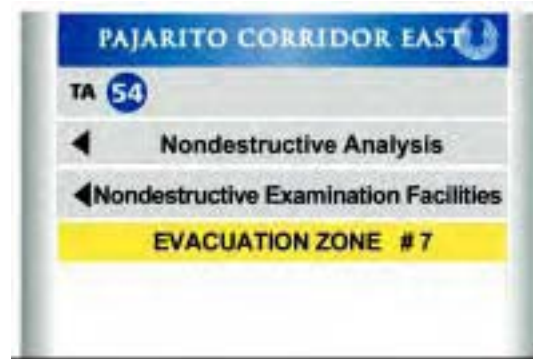 PAJARITO CORRIDOR EAST
TA 54
Nondestructive Analysis
Nondestructive Examination Facilities
EVACUATION ZONE # 7